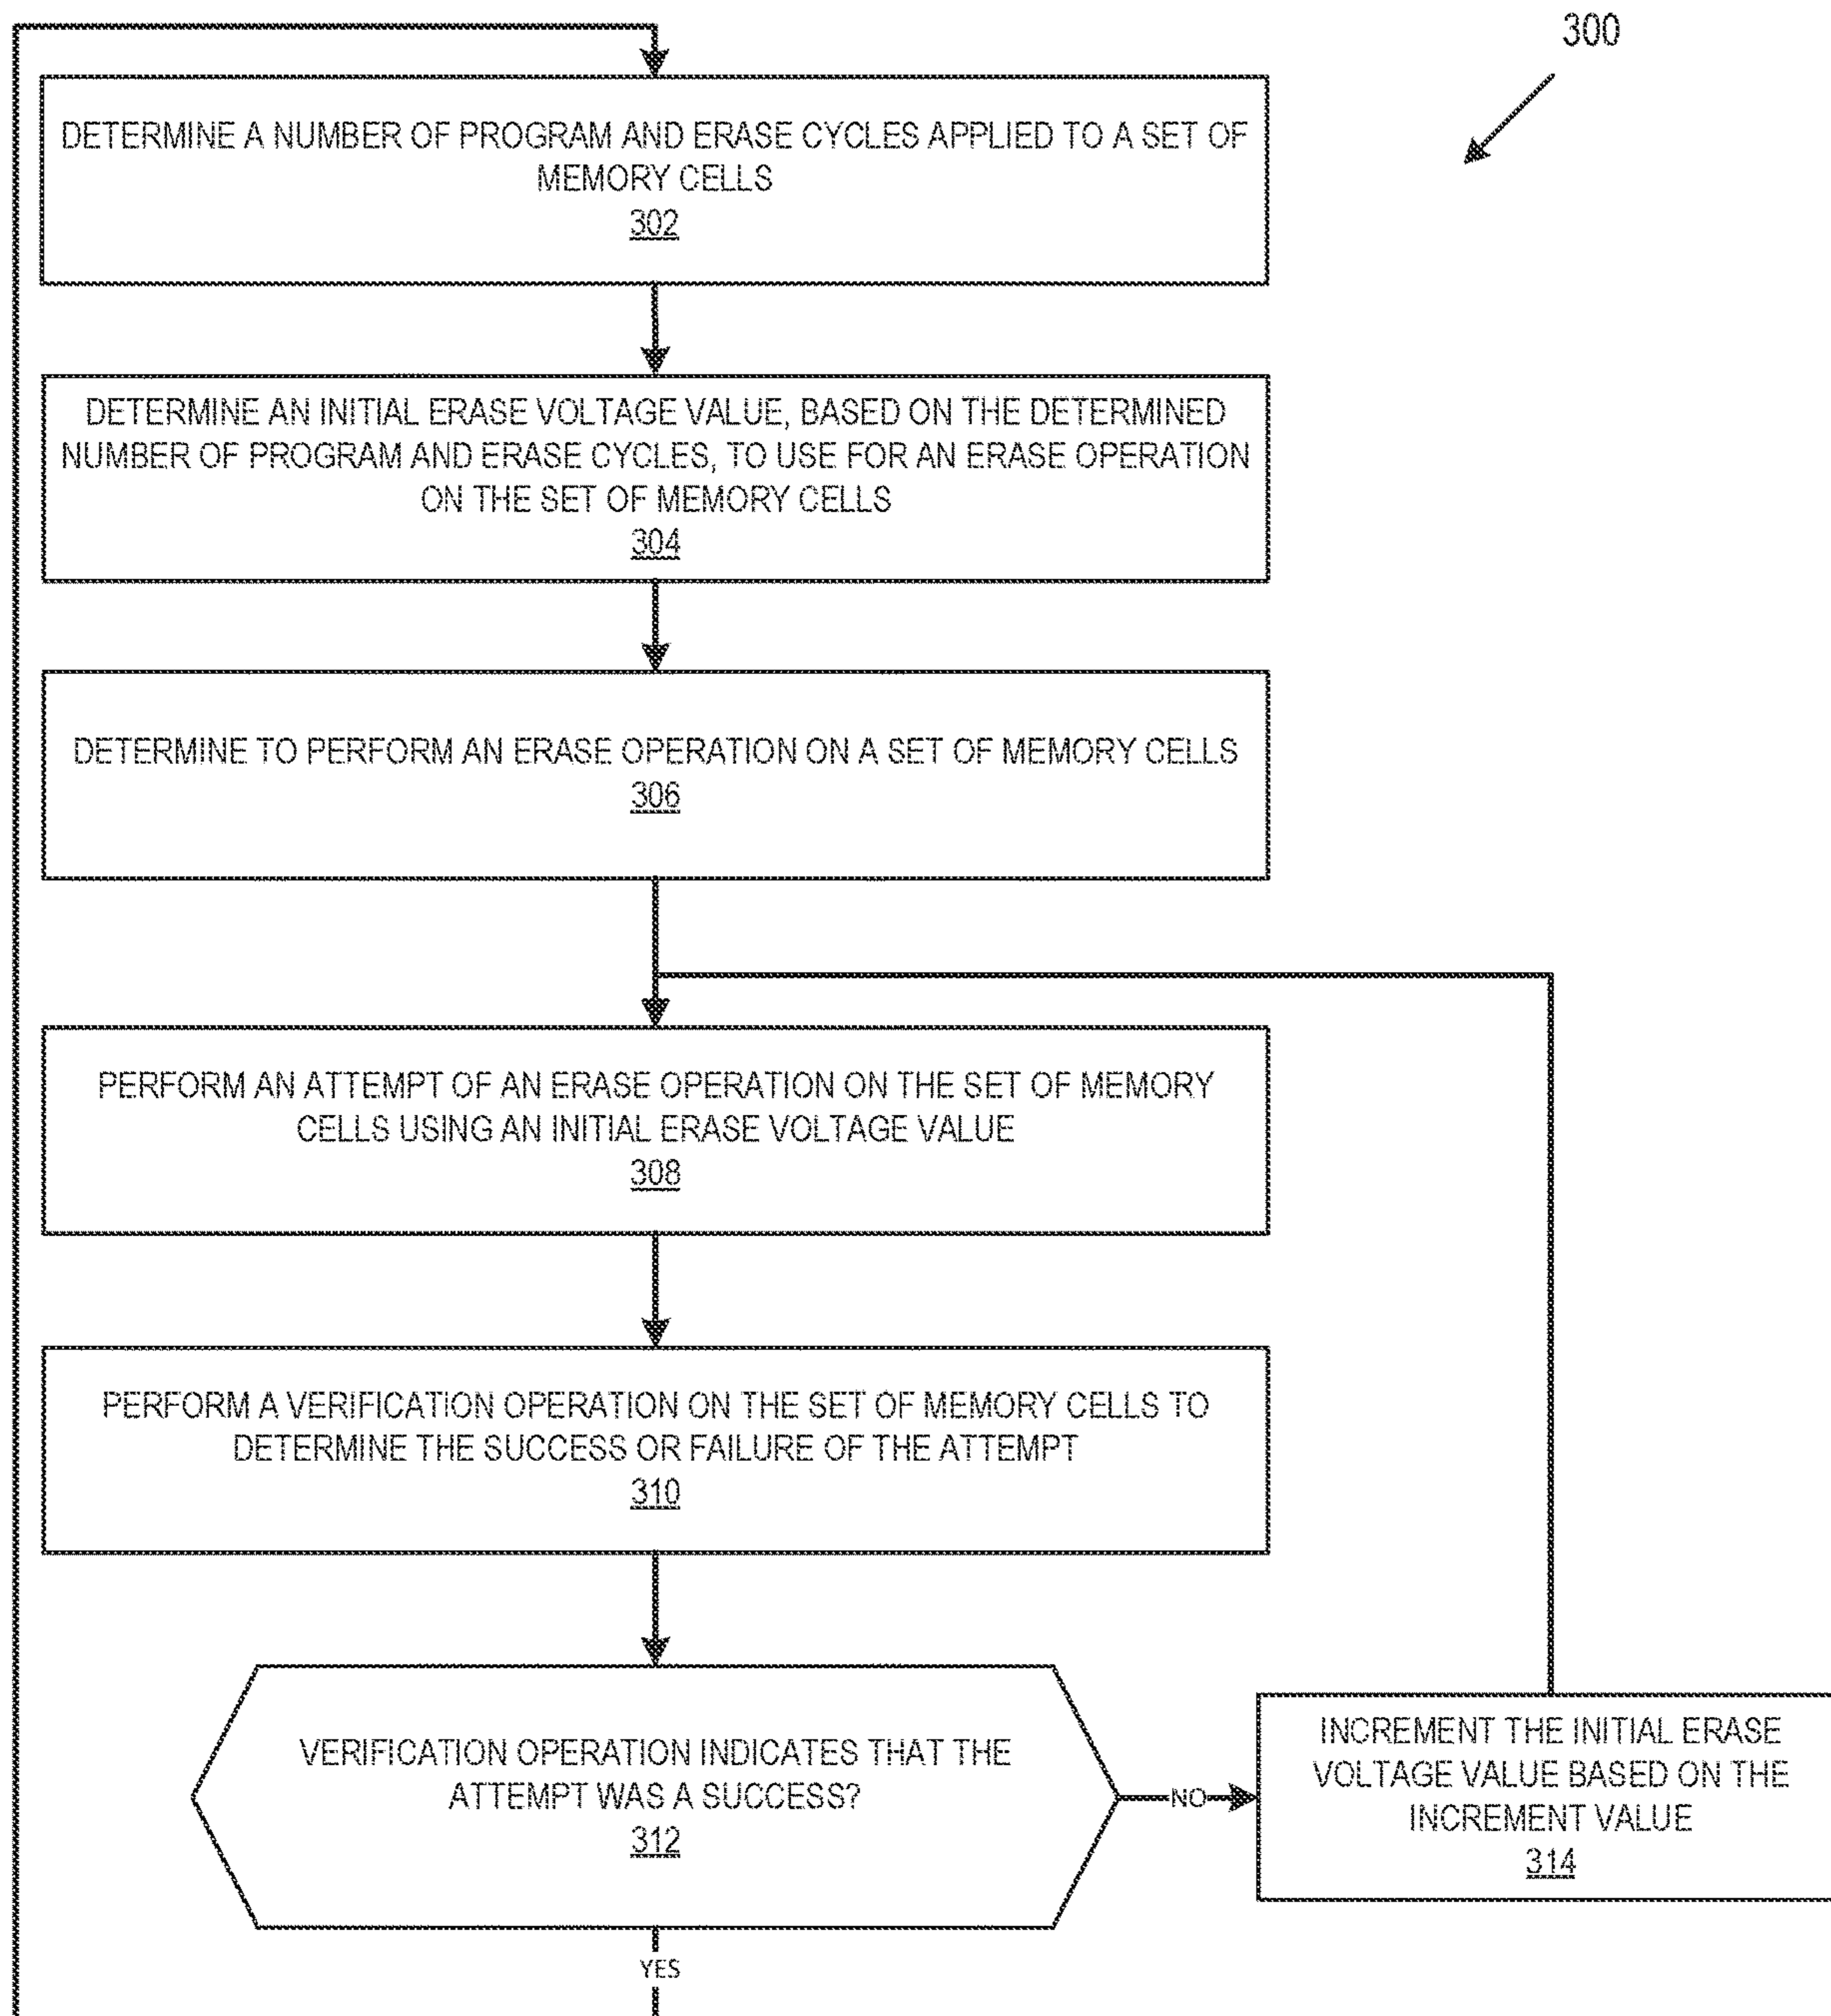 300
DETERMINE A NUMBER OF PROGRAM AND ERASE CYCLES APPLIED TO A SET OF
MEMORY CELLS
302
DETERMINE AN INITIAL ERASE VOLTAGE VALUE, BASED ON THE DETERMINED
NUMBER OF PROGRAM AND ERASE CYCLES, TO USE FOR AN ERASE OPERATION
ON THE SET OF MEMORY CELLS
304
DETERMINE TO PERFORM AN ERASE OPERATION ON A SET OF MEMORY CELLS
306
PERFORM AN ATTEMPT OF AN ERASE OPERATION ON THE SET OF MEMORY
CELLS USING AN INITIAL ERASE VOLTAGE VALUE
308
PERFORM A VERIFICATION OPERATION ON THE SET OF MEMORY CELLS TO
DETERMINE THE SUCCESS OR FAILURE OF THE ATTEMPT
310
VERIFICATION OPERATION INDICATES THAT THE
ATTEMPT WAS A SUCCESS?
312
NO
INCREMENT THE INITIAL ERASE
VOLTAGE VALUE BASED ON THE
INCREMENT VALUE
314
YES